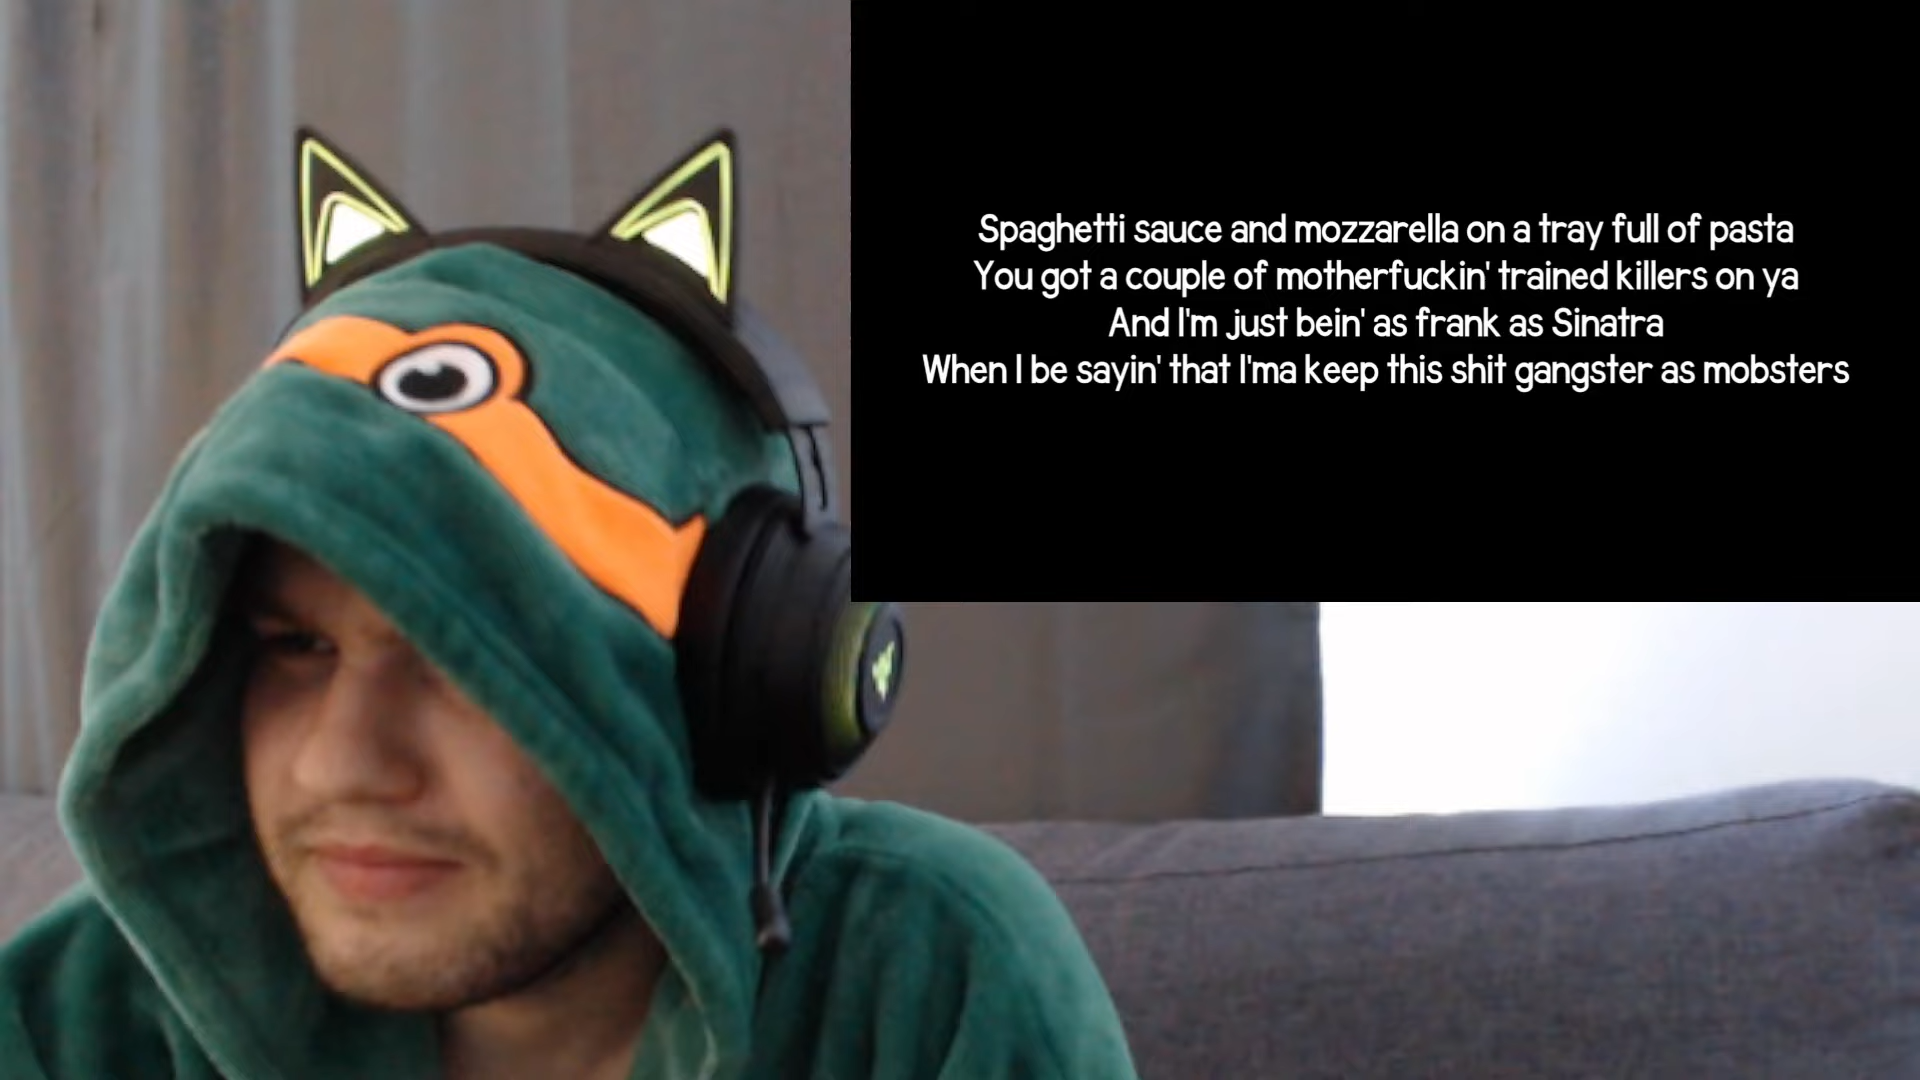 Spaghetti sauce and mozzarella on a tray full of pasta
You got a couple of motherfuckin' trained killers on ya
And I'm just bein' as frank as Sinatra
When I be sayin' that I'ma keep this shit gangster as mobsters